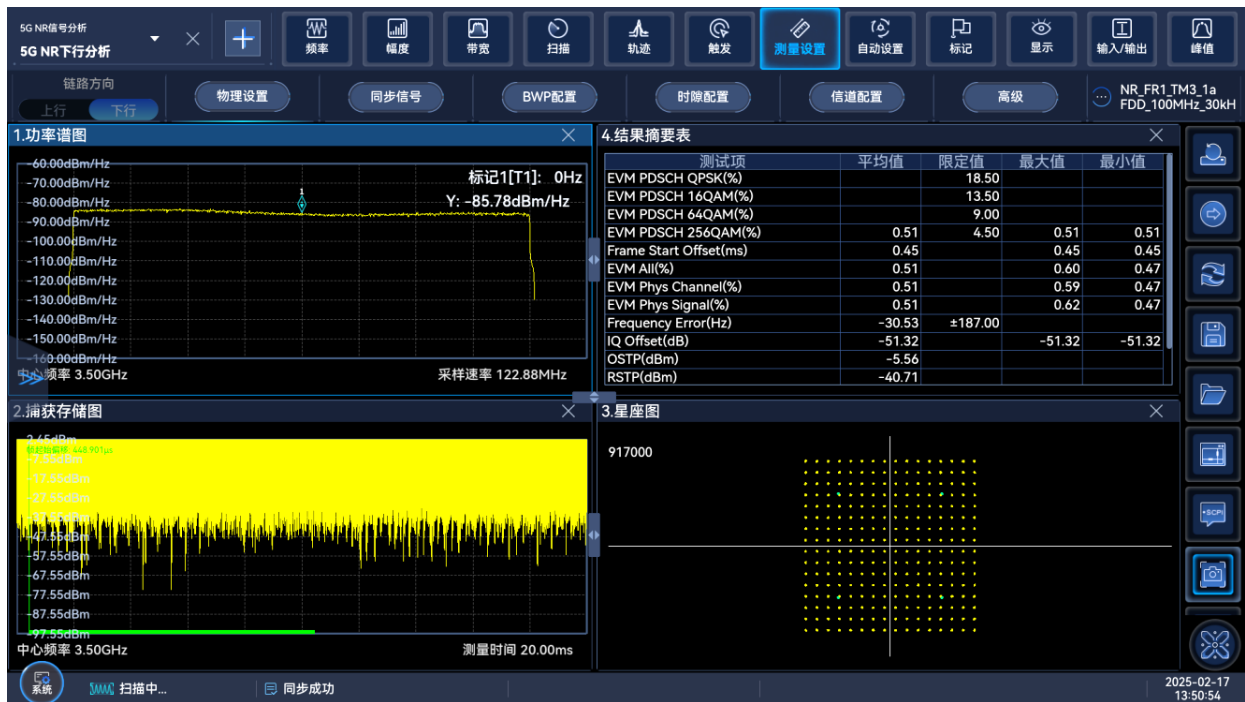 5G NR信号分析
5G NR下行分析
频率
幅度
带宽
扫描
轨迹
触发
测量设置
自动设置
标记
显示
输入/输出
峰值
链路方向
上行 下行
物理设置
同步信号
BWP配置
时隙配置
信道配置
高级
NR_FR1_TM3_1a
FDD_100MHz_30kH
1.功率谱图
-60.00dBm/Hz
-70.00dBm/Hz
-80.00dBm/Hz
-90.00dBm/Hz
-100.00dBm/Hz
-110.00dBm/Hz
-120.00dBm/Hz
-130.00dBm/Hz
-140.00dBm/Hz
-150.00dBm/Hz
-160.00dBm/Hz
标记1[T1]: 0Hz
Y: -85.78dBm/Hz
1
中心频率 3.50GHz
采样速率 122.88MHz
4.结果摘要表
测试项 平均值 限定值 最大值 最小值
EVM PDSCH QPSK(%) 18.50
EVM PDSCH 16QAM(%) 13.50
EVM PDSCH 64QAM(%) 9.00
EVM PDSCH 256QAM(%) 0.51 4.50 0.51 0.51
Frame Start Offset(ms) 0.45 0.45 0.45
EVM All(%) 0.51 0.60 0.47
EVM Phys Channel(%) 0.51 0.59 0.47
EVM Phys Signal(%) 0.51 0.62 0.47
Frequency Error(Hz) -30.53 ±187.00
IQ Offset(dB) -51.32 -51.32 -51.32
OSTP(dBm) -5.56
RSTP(dBm) -40.71
2.捕获存储图
2.45dBm
帧起始偏移: 448.901μs
-7.55dBm
-17.55dBm
-27.55dBm
-37.55dBm
-47.55dBm
-57.55dBm
-67.55dBm
-77.55dBm
-87.55dBm
-97.55dBm
中心频率 3.50GHz
测量时间 20.00ms
3.星座图
917000
•SCPI
系统
扫描中...
同步成功
2025-02-17
13:50:54